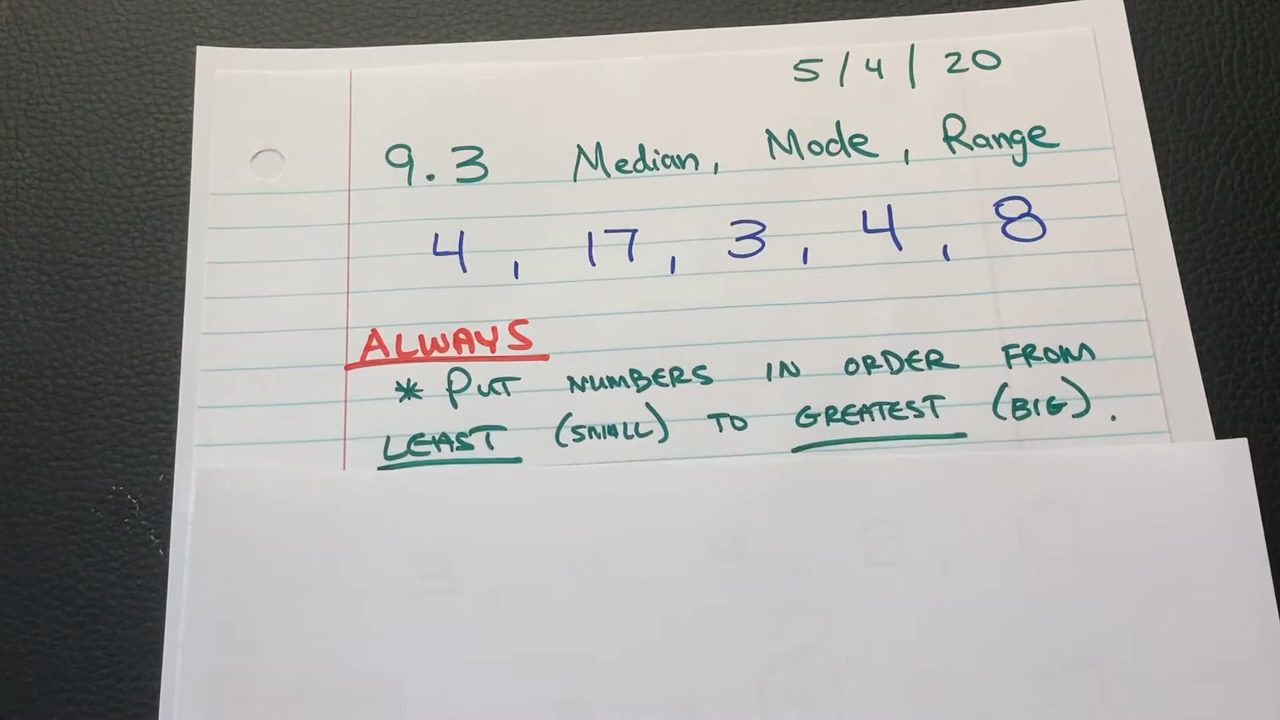 5/4/20
9.3 Median, Mode, Range
4, 17, 3, 4, 8
ALWAYS
* PUT NUMBERS IN ORDER FROM
LEAST (SMALL) TO GREATEST (BIG).